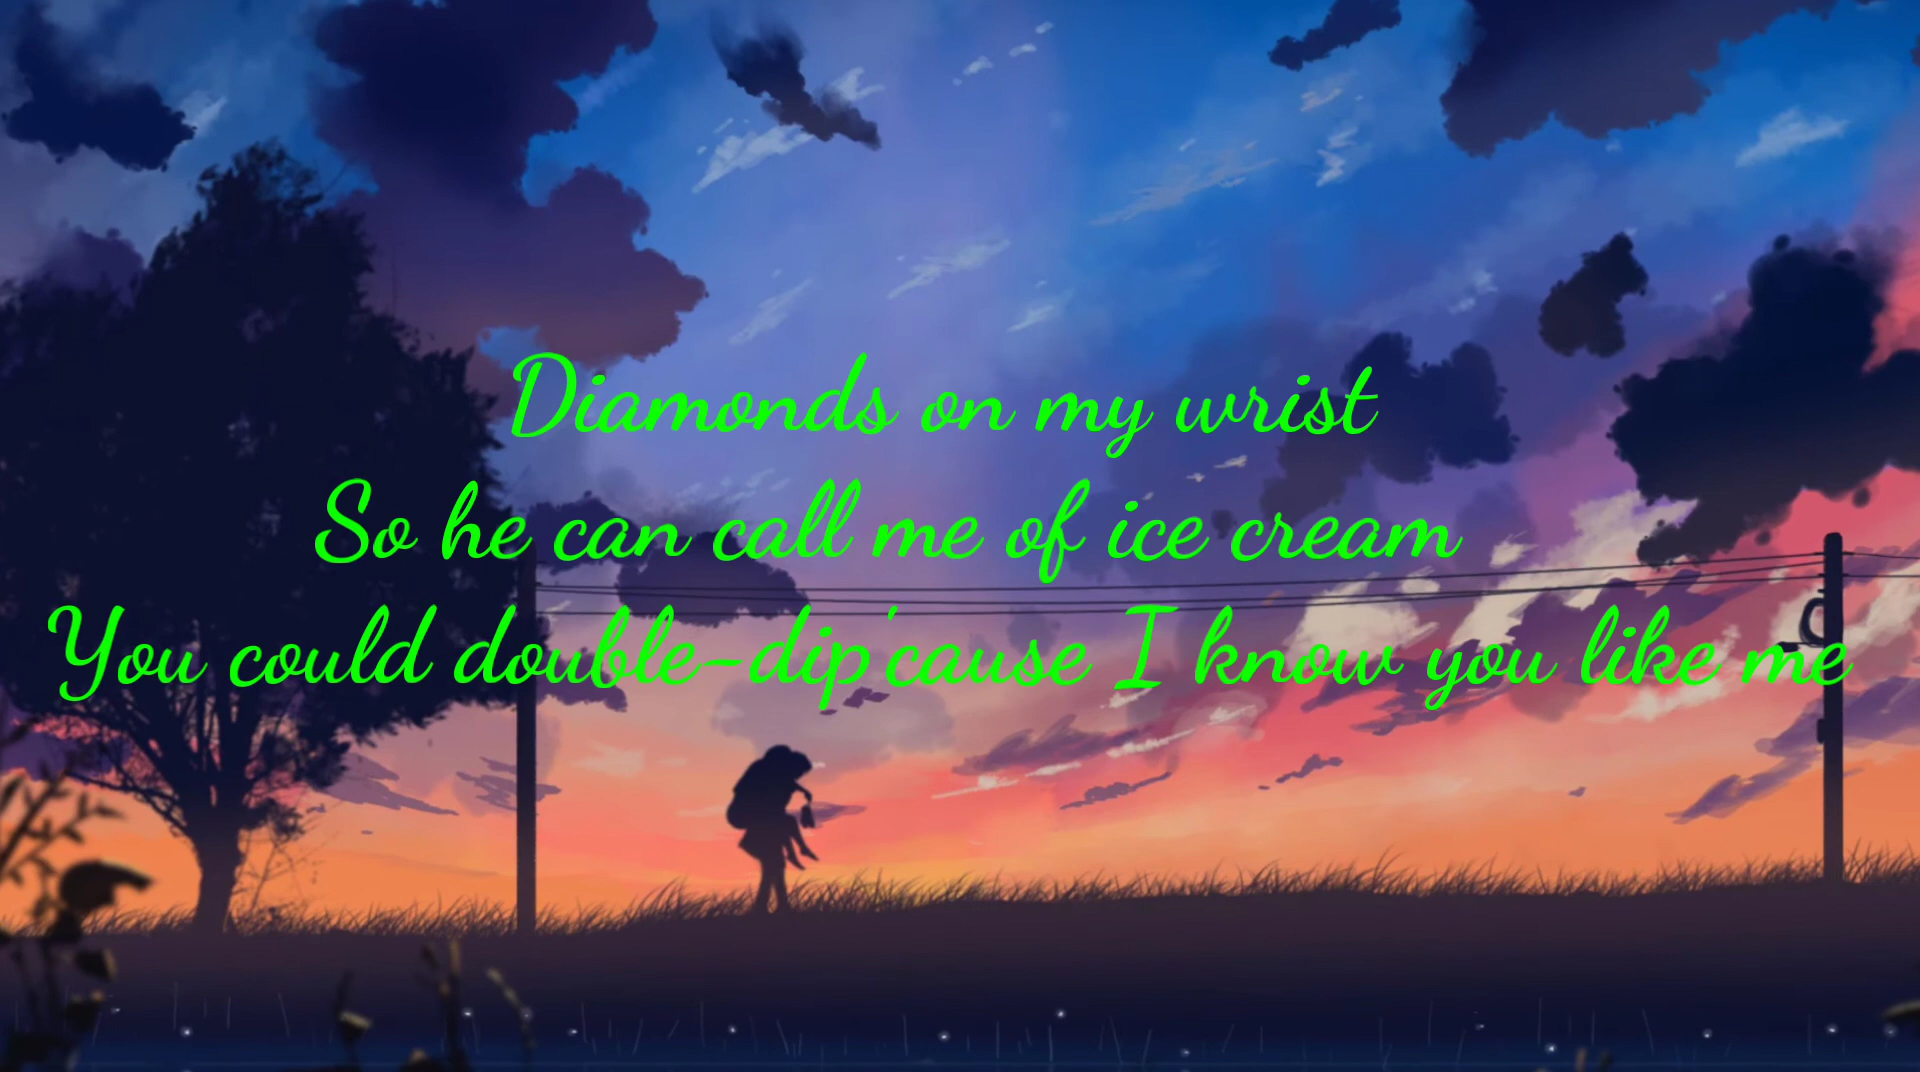 Diamonds on my wrist
So he can call me of ice cream
You could double-dip'cause I know you like me